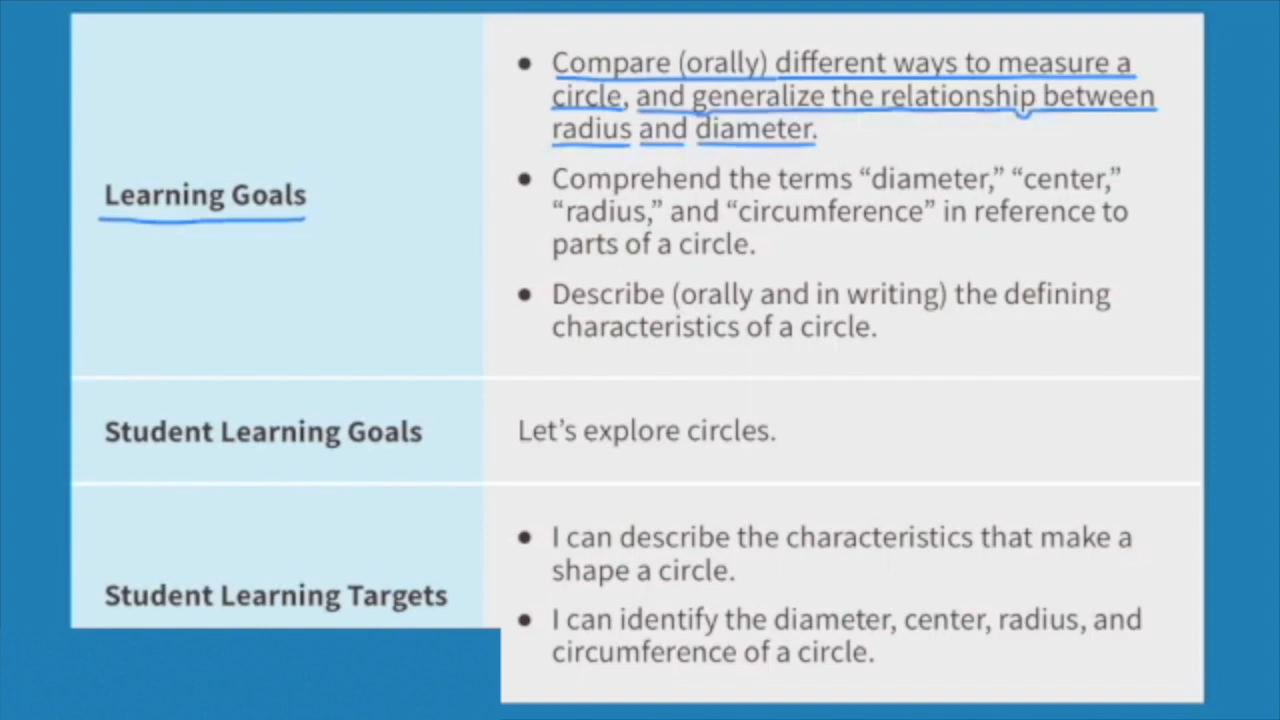 Learning Goals
• Compare (orally) different ways to measure a
circle, and generalize the relationship between
radius and diameter.
• Comprehend the terms “diameter,” “center,”
“radius,” and “circumference” in reference to
parts of a circle.
• Describe (orally and in writing) the defining
characteristics of a circle.
Student Learning Goals
Let’s explore circles.
Student Learning Targets
• I can describe the characteristics that make a
shape a circle.
• I can identify the diameter, center, radius, and
circumference of a circle.